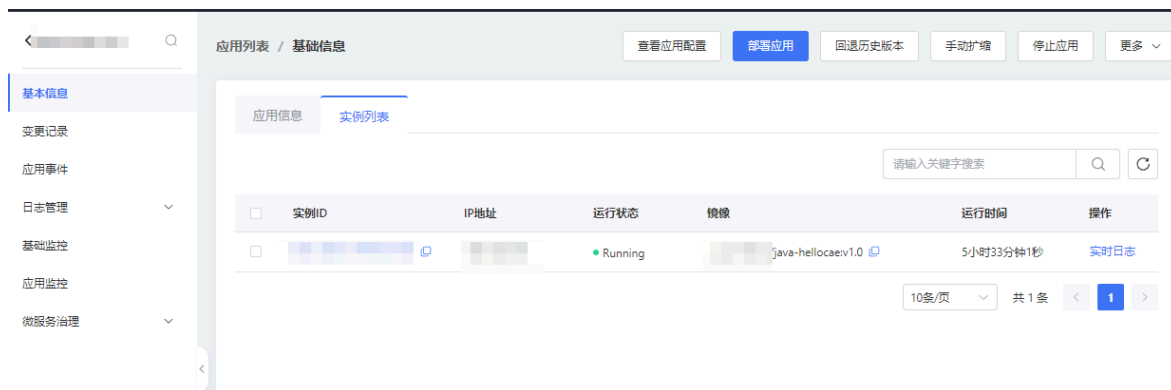 应用列表 / 基础信息
查看应用配置
部署应用
回退历史版本
手动扩缩
停止应用
更多
基本信息
变更记录
应用事件
日志管理
基础监控
应用监控
微服务治理
应用信息
实例列表
请输入关键字搜索
实例ID IP地址 运行状态 镜像 运行时间 操作
Running /java-hellocae:v1.0 5小时33分钟1秒 实时日志
10条/页 共 1 条 1